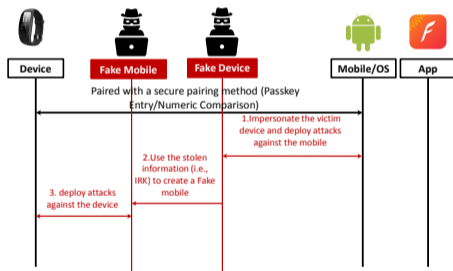 Device
Fake Mobile
Fake Device
Mobile/OS
App
Paired with a secure pairing method (Passkey
Entry/Numeric Comparison)
1.Impersonate the victim
device and deploy attacks
against the mobile
2.Use the stolen
information (i.e.,
IRK) to create a Fake
mobile
3. deploy attacks
against the device